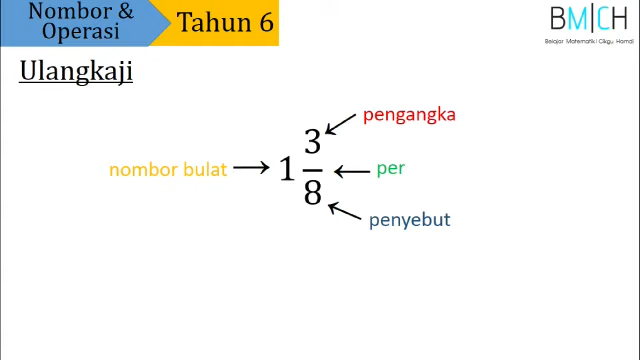 Nombor &
Operasi
Tahun 6
BM|CH
Belajar Matematik | Cikgu Hamdi
Ulangkaji
pengangka
nombor bulat
1 3/8
per
penyebut